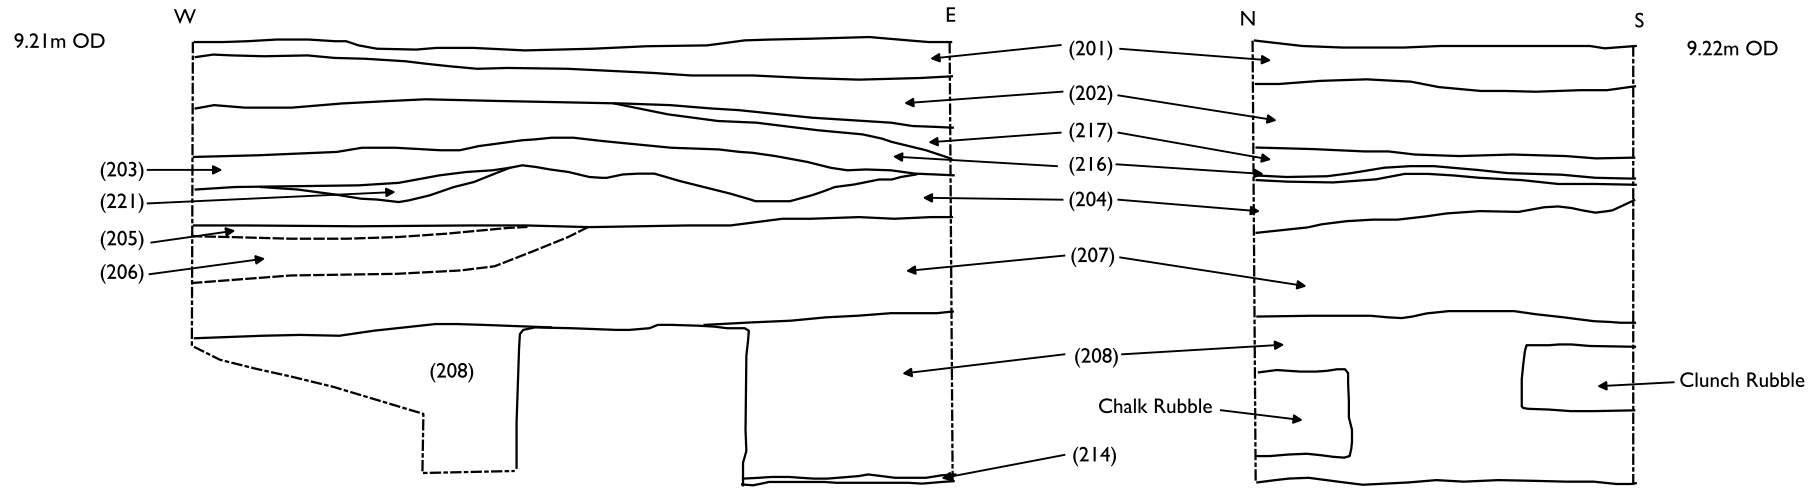 W
E
N
S
9.21m OD
9.22m OD
(201)
(202)
(217)
(216)
(203)
(221)
(204)
(205)
(206)
(207)
(208)
(208)
Clunch Rubble
Chalk Rubble
(214)